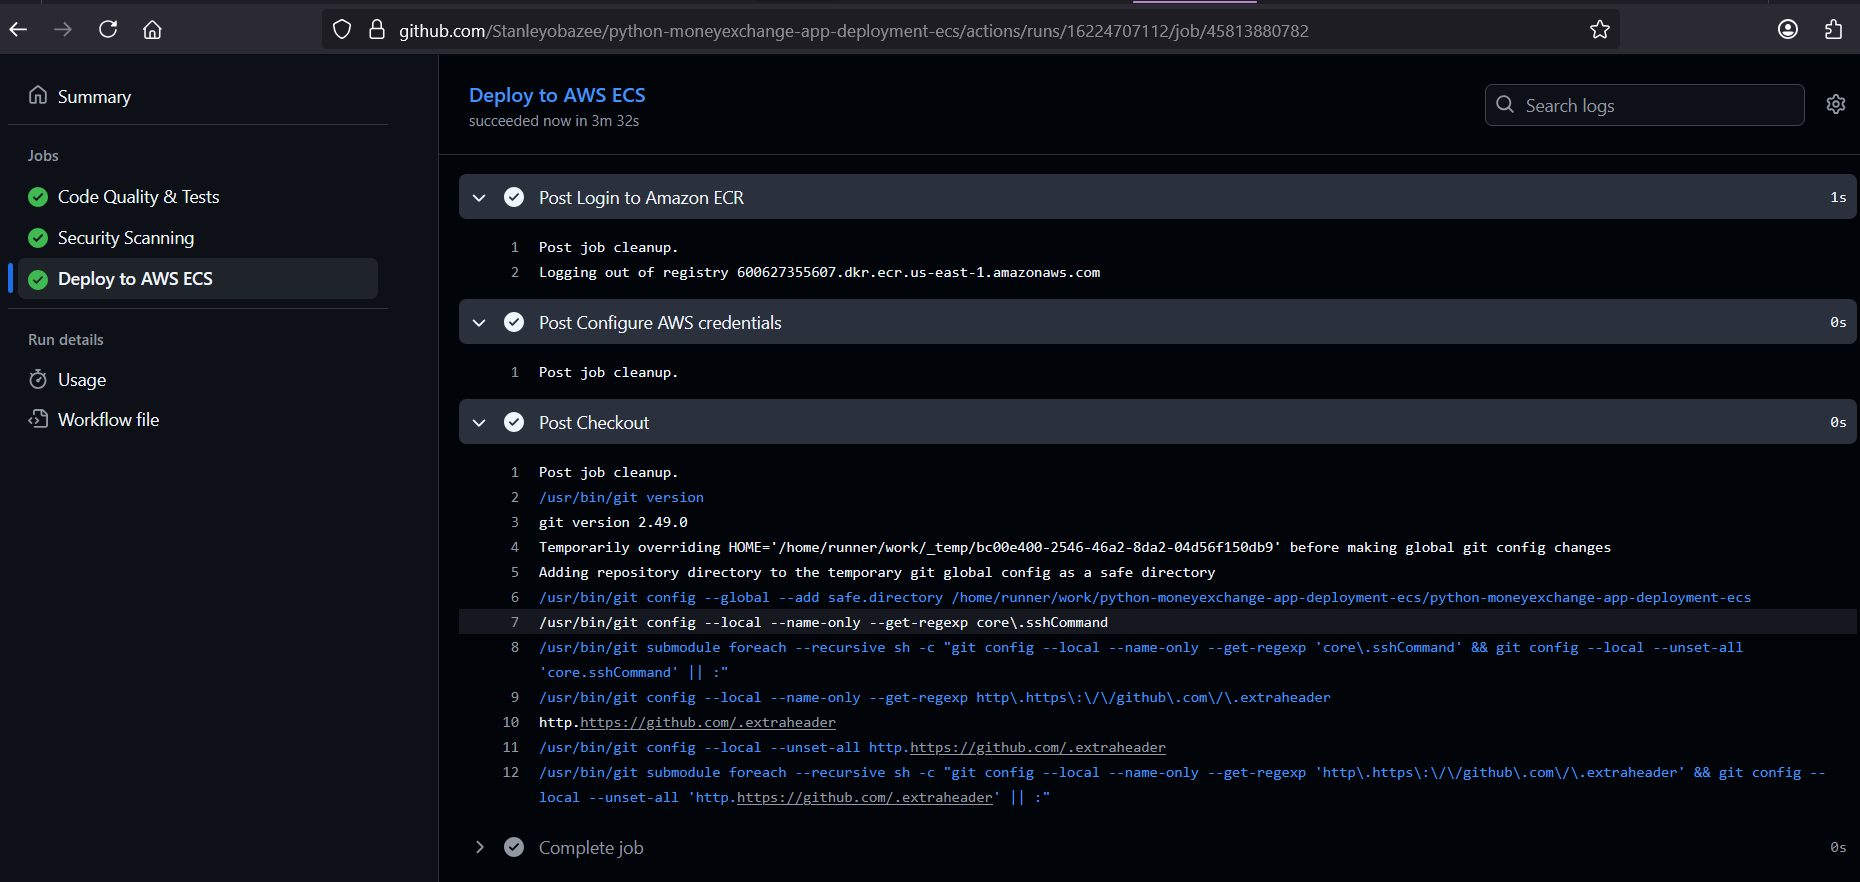 github.com/Stanleyobazee/python-moneyexchange-app-deployment-ecs/actions/runs/16224707112/job/45813880782
Summary
Jobs
Code Quality & Tests
Security Scanning
Deploy to AWS ECS
Run details
Usage
Workflow file
Deploy to AWS ECS
succeeded now in 3m 32s
Search logs
Post Login to Amazon ECR 1s
1 Post job cleanup.
2 Logging out of registry 600627355607.dkr.ecr.us-east-1.amazonaws.com
Post Configure AWS credentials 0s
1 Post job cleanup.
Post Checkout 0s
1 Post job cleanup.
2 /usr/bin/git version
3 git version 2.49.0
4 Temporarily overriding HOME='/home/runner/work/_temp/bc00e400-2546-46a2-8da2-04d56f150db9' before making global git config changes
5 Adding repository directory to the temporary git global config as a safe directory
6 /usr/bin/git config --global --add safe.directory /home/runner/work/python-moneyexchange-app-deployment-ecs/python-moneyexchange-app-deployment-ecs
7 /usr/bin/git config --local --name-only --get-regexp core\.sshCommand
8 /usr/bin/git submodule foreach --recursive sh -c "git config --local --name-only --get-regexp 'core\.sshCommand' && git config --local --unset-all
'core.sshCommand' || :"
9 /usr/bin/git config --local --name-only --get-regexp http\.https\:\/\/github\.com\/\.extraheader
10 http.https://github.com/.extraheader
11 /usr/bin/git config --local --unset-all http.https://github.com/.extraheader
12 /usr/bin/git submodule foreach --recursive sh -c "git config --local --name-only --get-regexp 'http\.https\:\/\/github\.com\/\.extraheader' && git config --
local --unset-all 'http.https://github.com/.extraheader' || :"
Complete job 0s